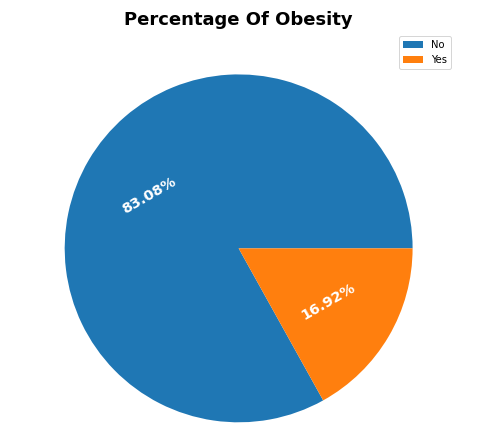 Percentage Of Obesity
No
Yes
83.08%
16.92%